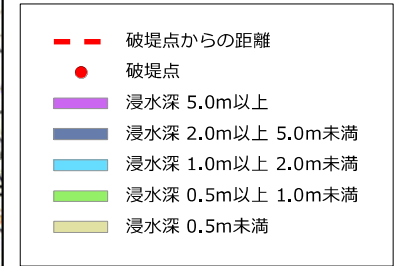 破堤点からの距離
破堤点
浸水深 5.0m以上
浸水深 2.0m以上 5.0m未満
浸水深 1.0m以上 2.0m未満
浸水深 0.5m以上 1.0m未満
浸水深 0.5m未満